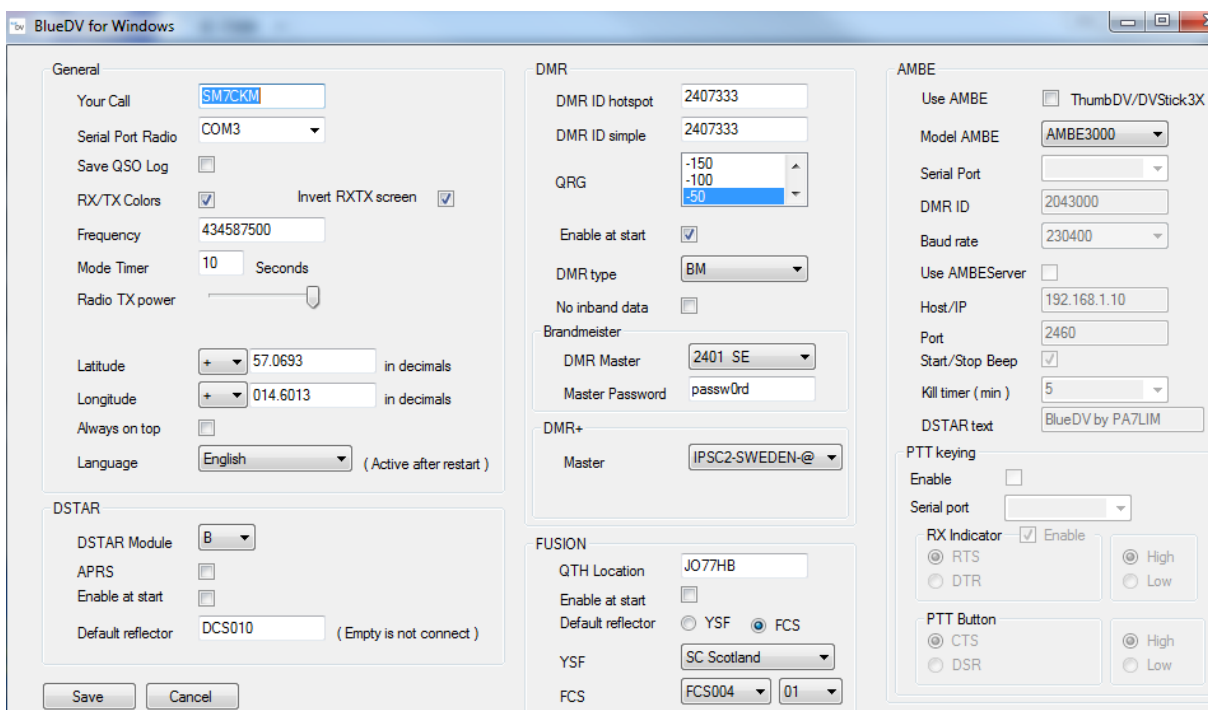 BlueDV for Windows
General
Your Call SM7CKM
Serial Port Radio COM3
Save QSO Log
RX/TX Colors Invert RXTX screen
Frequency 434587500
Mode Timer 10 Seconds
Radio TX power
Latitude + 57.0693 in decimals
Longitude + 014.6013 in decimals
Always on top
Language English ( Active after restart )
DSTAR
DSTAR Module B
APRS
Enable at start
Default reflector DCS010 ( Empty is not connect )
Save Cancel
DMR
DMR ID hotspot 2407333
DMR ID simple 2407333
QRG
-150
-100
-50
Enable at start
DMR type BM
No inband data
Brandmeister
DMR Master 2401 SE
Master Password passw0rd
DMR+
Master IPSC2-SWEDEN-@
FUSION
QTH Location JO77HB
Enable at start
Default reflector YSF FCS
YSF SC Scotland
FCS FCS004 01
AMBE
Use AMBE ThumbDV/DVStick3X
Model AMBE AMBE3000
Serial Port
DMR ID 2043000
Baud rate 230400
Use AMBEServer
Host/IP 192.168.1.10
Port 2460
Start/Stop Beep
Kill timer ( min ) 5
DSTAR text BlueDV by PA7LIM
PTT keying
Enable
Serial port
RX Indicator Enable
RTS High
DTR Low
PTT Button
CTS High
DSR Low